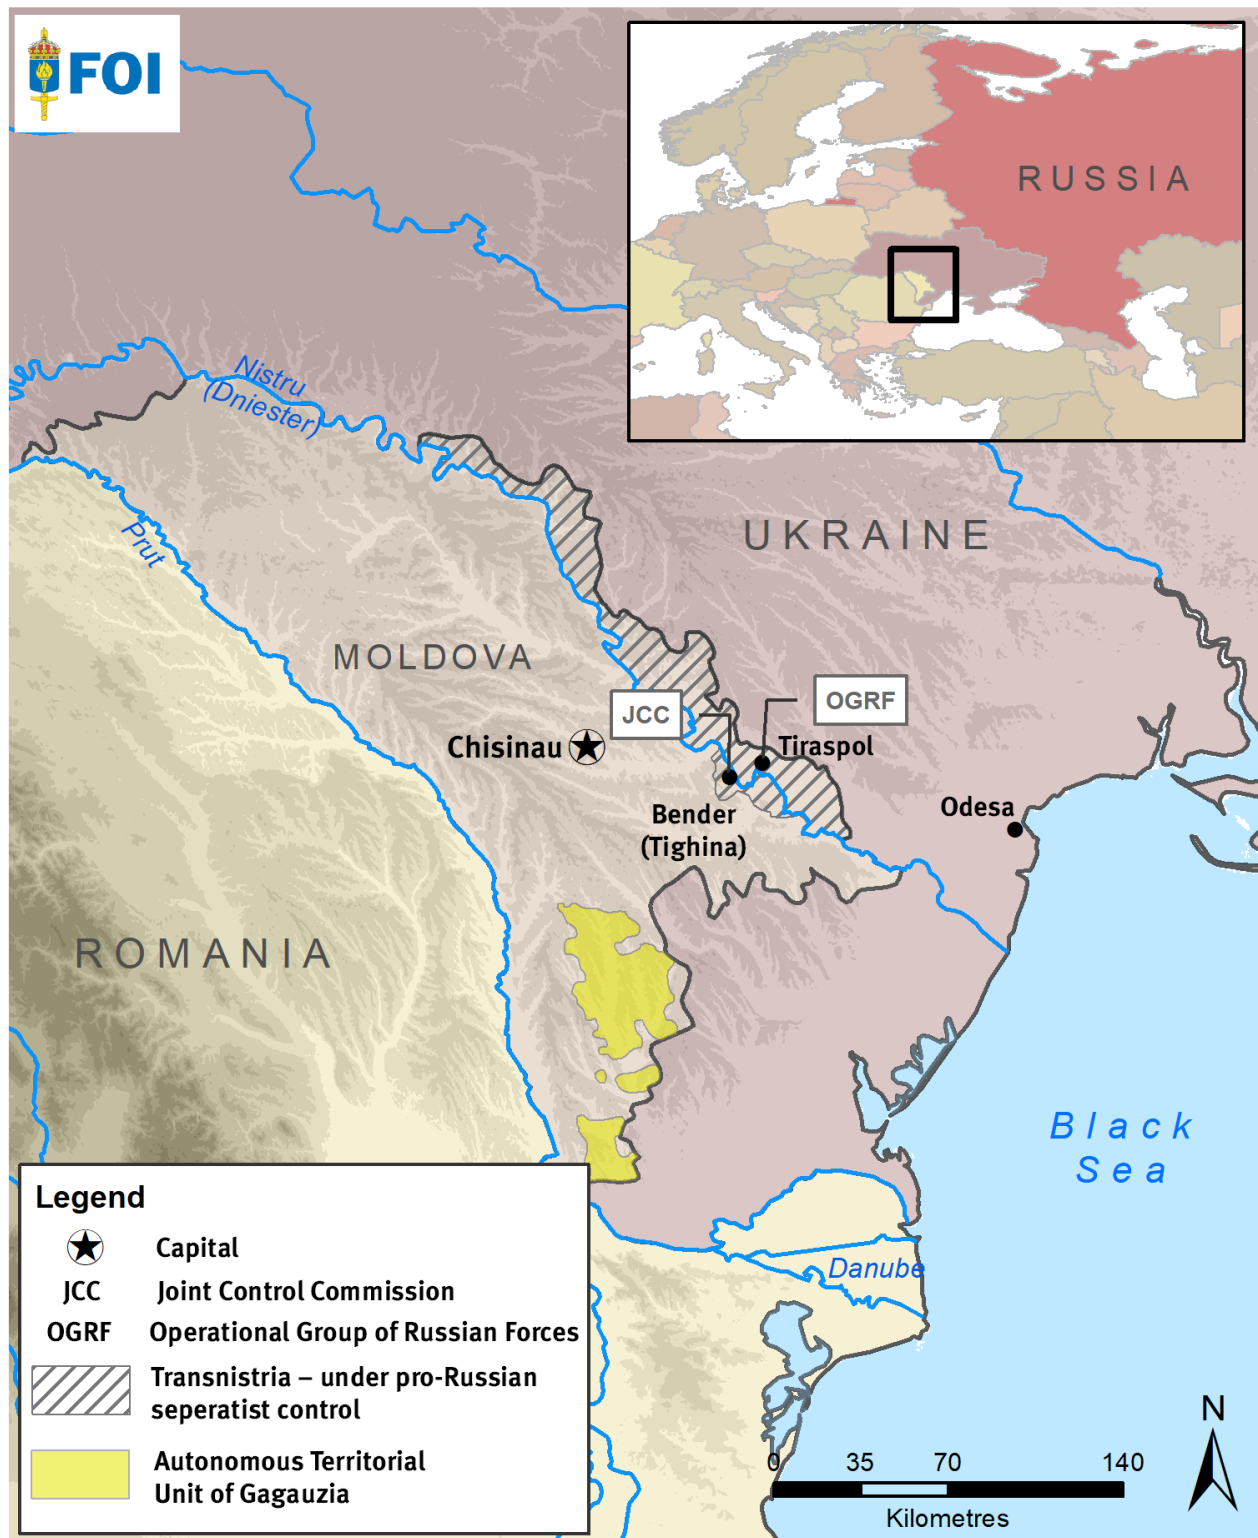 FOI
RUSSIA
Nistru
(Dniester)
Prut
UKRAINE
MOLDOVA
JCC
OGRF
Chisinau
Tiraspol
Bender
(Tighina)
Odesa
ROMANIA
Black
Sea
Danube
Legend
Capital
JCC Joint Control Commission
OGRF Operational Group of Russian Forces
Transnistria – under pro-Russian
seperatist control
Autonomous Territorial
Unit of Gagauzia
N
0 35 70 140
Kilometres